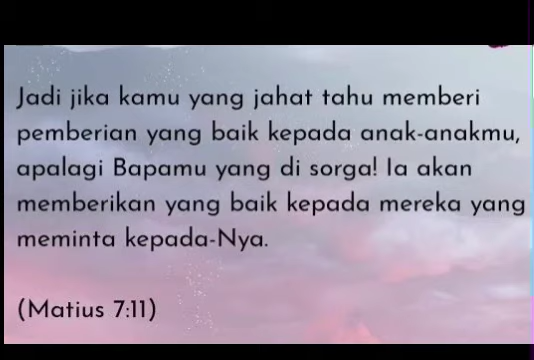 Jadi jika kamu yang jahat tahu memberi
pemberian yang baik kepada anak-anakmu,
apalagi Bapamu yang di sorga! Ia akan
memberikan yang baik kepada mereka yang
meminta kepada-Nya.
(Matius 7:11)